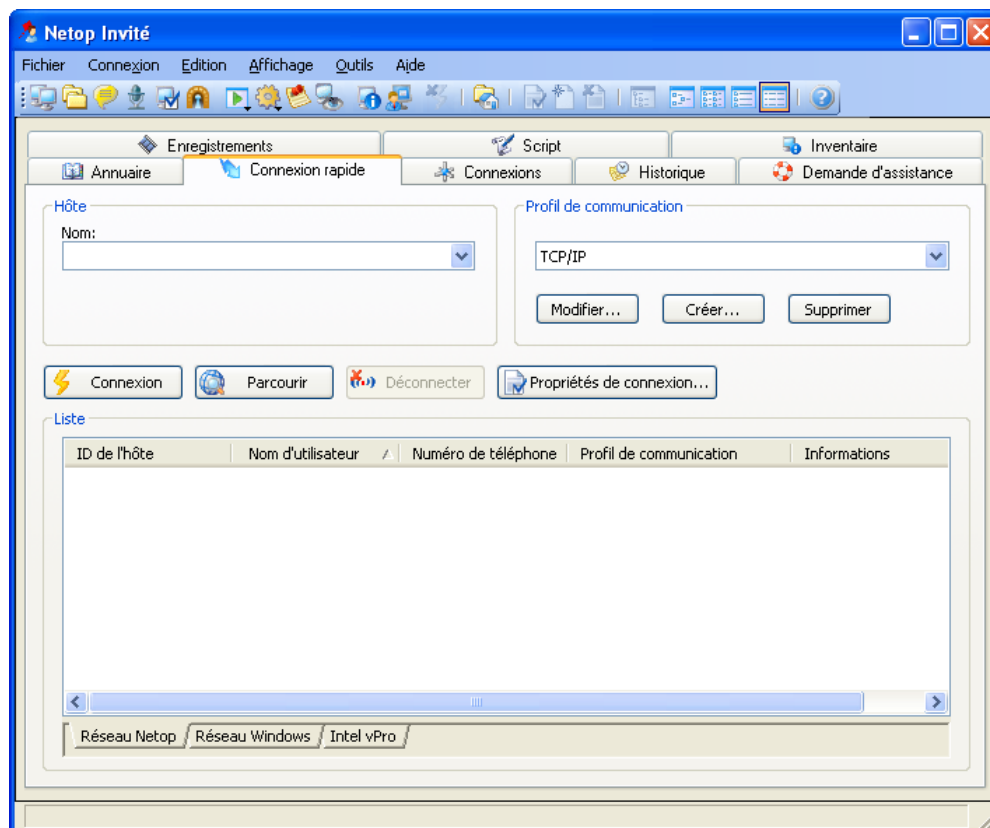 Netop Invité
Fichier Connexion Edition Affichage Outils Aide
Enregistrements Script Inventaire
Annuaire Connexion rapide Connexions Historique Demande d'assistance
Hôte Profil de communication
Nom:
TCP/IP
Modifier... Créer... Supprimer
Connexion Parcourir Déconnecter Propriétés de connexion...
Liste
ID de l'hôte Nom d'utilisateur Numéro de téléphone Profil de communication Informations
Réseau Netop Réseau Windows Intel vPro